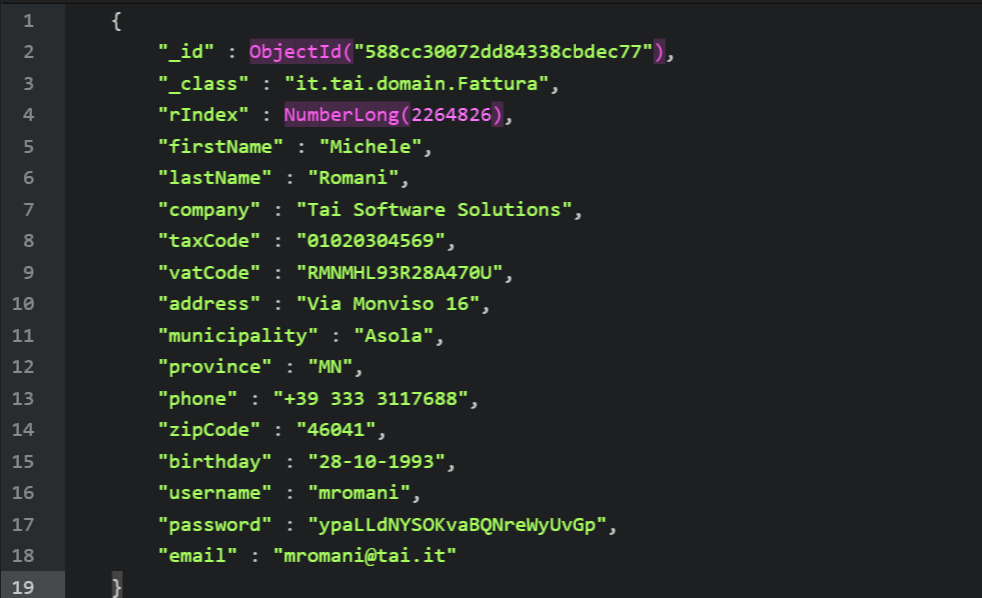 1 {
2 "_id" : ObjectId("588cc30072dd84338cbdec77"),
3 "_class" : "it.tai.domain.Fattura",
4 "rIndex" : NumberLong(2264826),
5 "firstName" : "Michele",
6 "lastName" : "Romani",
7 "company" : "Tai Software Solutions",
8 "taxCode" : "01020304569",
9 "vatCode" : "RMNMHL93R28A470U",
10 "address" : "Via Monviso 16",
11 "municipality" : "Asola",
12 "province" : "MN",
13 "phone" : "+39 333 3117688",
14 "zipCode" : "46041",
15 "birthday" : "28-10-1993",
16 "username" : "mromani",
17 "password" : "ypaLLdNYSOKvaBQNreWyUvGp",
18 "email" : "mromani@tai.it"
19 }